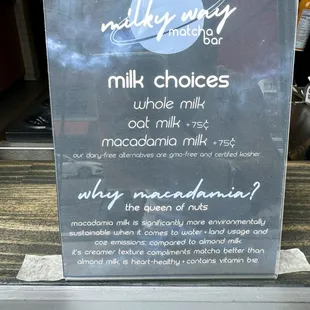 milky way
matcha
bar
milk choices
whole milk
oat milk +75¢
macadamia milk +75¢
our dairy-free alternatives are gmo-free and certified kosher
why macadamia?
the queen of nuts
macadamia milk is significantly more environmentally
sustainable when it comes to water + land usage and
co2 emissions, compared to almond milk
it's creamier texture compliments matcha better than
almond milk, is heart-healthy + contains vitamin b12